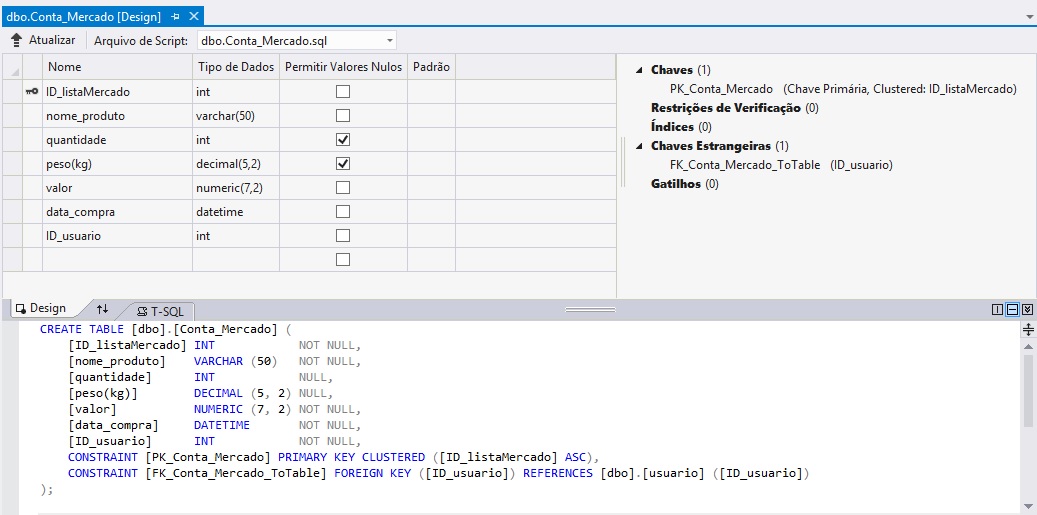 dbo.Conta_Mercado [Design]
Atualizar Arquivo de Script: dbo.Conta_Mercado.sql
Nome Tipo de Dados Permitir Valores Nulos Padrão
ID_listaMercado int
nome_produto varchar(50)
quantidade int
peso(kg) decimal(5,2)
valor numeric(7,2)
data_compra datetime
ID_usuario int
Chaves (1)
PK_Conta_Mercado (Chave Primária, Clustered: ID_listaMercado)
Restrições de Verificação (0)
Índices (0)
Chaves Estrangeiras (1)
FK_Conta_Mercado_ToTable (ID_usuario)
Gatilhos (0)
Design T-SQL
CREATE TABLE [dbo].[Conta_Mercado] (
[ID_listaMercado] INT NOT NULL,
[nome_produto] VARCHAR (50) NOT NULL,
[quantidade] INT NULL,
[peso(kg)] DECIMAL (5, 2) NULL,
[valor] NUMERIC (7, 2) NOT NULL,
[data_compra] DATETIME NOT NULL,
[ID_usuario] INT NOT NULL,
CONSTRAINT [PK_Conta_Mercado] PRIMARY KEY CLUSTERED ([ID_listaMercado] ASC),
CONSTRAINT [FK_Conta_Mercado_ToTable] FOREIGN KEY ([ID_usuario]) REFERENCES [dbo].[usuario] ([ID_usuario])
);